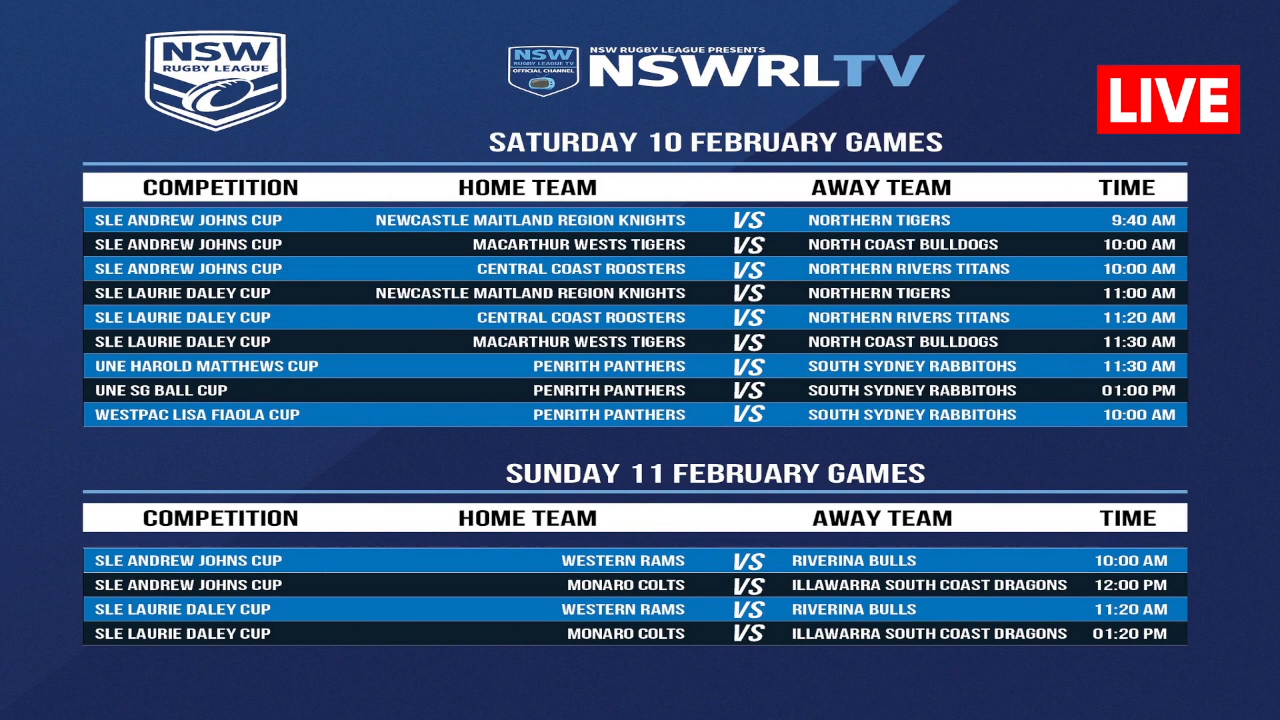 NSW
RUGBY LEAGUE
NSW
RUGBY LEAGUE TV
OFFICIAL CHANNEL
NSW RUGBY LEAGUE PRESENTS
NSWRLTV
LIVE
SATURDAY 10 FEBRUARY GAMES
COMPETITION HOME TEAM AWAY TEAM TIME
SLE ANDREW JOHNS CUP NEWCASTLE MAITLAND REGION KNIGHTS VS NORTHERN TIGERS 9:40 AM
SLE ANDREW JOHNS CUP MACARTHUR WESTS TIGERS VS NORTH COAST BULLDOGS 10:00 AM
SLE ANDREW JOHNS CUP CENTRAL COAST ROOSTERS VS NORTHERN RIVERS TITANS 10:00 AM
SLE LAURIE DALEY CUP NEWCASTLE MAITLAND REGION KNIGHTS VS NORTHERN TIGERS 11:00 AM
SLE LAURIE DALEY CUP CENTRAL COAST ROOSTERS VS NORTHERN RIVERS TITANS 11:20 AM
SLE LAURIE DALEY CUP MACARTHUR WESTS TIGERS VS NORTH COAST BULLDOGS 11:30 AM
UNE HAROLD MATTHEWS CUP PENRITH PANTHERS VS SOUTH SYDNEY RABBITOHS 11:30 AM
UNE SG BALL CUP PENRITH PANTHERS VS SOUTH SYDNEY RABBITOHS 01:00 PM
WESTPAC LISA FIAOLA CUP PENRITH PANTHERS VS SOUTH SYDNEY RABBITOHS 10:00 AM
SUNDAY 11 FEBRUARY GAMES
COMPETITION HOME TEAM AWAY TEAM TIME
SLE ANDREW JOHNS CUP WESTERN RAMS VS RIVERINA BULLS 10:00 AM
SLE ANDREW JOHNS CUP MONARO COLTS VS ILLAWARRA SOUTH COAST DRAGONS 12:00 PM
SLE LAURIE DALEY CUP WESTERN RAMS VS RIVERINA BULLS 11:20 AM
SLE LAURIE DALEY CUP MONARO COLTS VS ILLAWARRA SOUTH COAST DRAGONS 01:20 PM